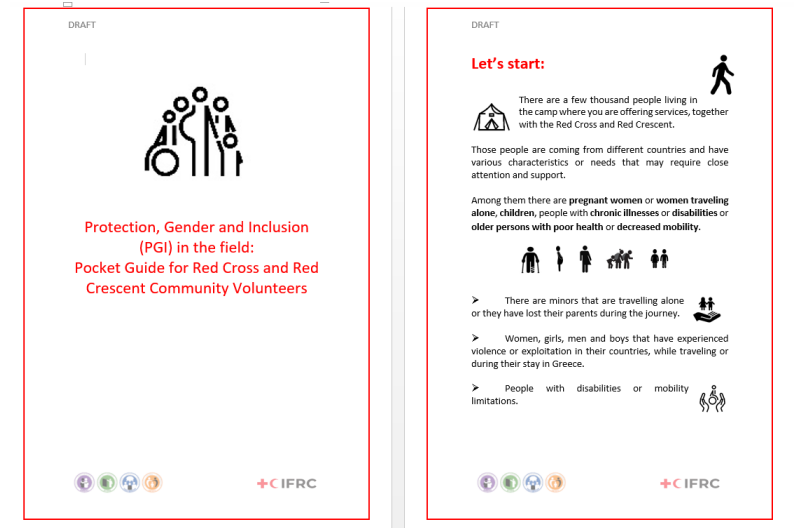 DRAFT
Protection, Gender and Inclusion
(PGI) in the field:
Pocket Guide for Red Cross and Red
Crescent Community Volunteers
IFRC
DRAFT
Let's start:
There are a few thousand people living in
the camp where you are offering services, together
with the Red Cross and Red Crescent.
Those people are coming from different countries and have
various characteristics or needs that may require close
attention and support.
Among them there are pregnant women or women traveling
alone, children, people with chronic illnesses or disabilities or
older persons with poor health or decreased mobility.
➤ There are minors that are travelling alone
or they have lost their parents during the journey.
➤ Women, girls, men and boys that have experienced
violence or exploitation in their countries, while traveling or
during their stay in Greece.
➤ People with disabilities or mobility
limitations.
IFRC